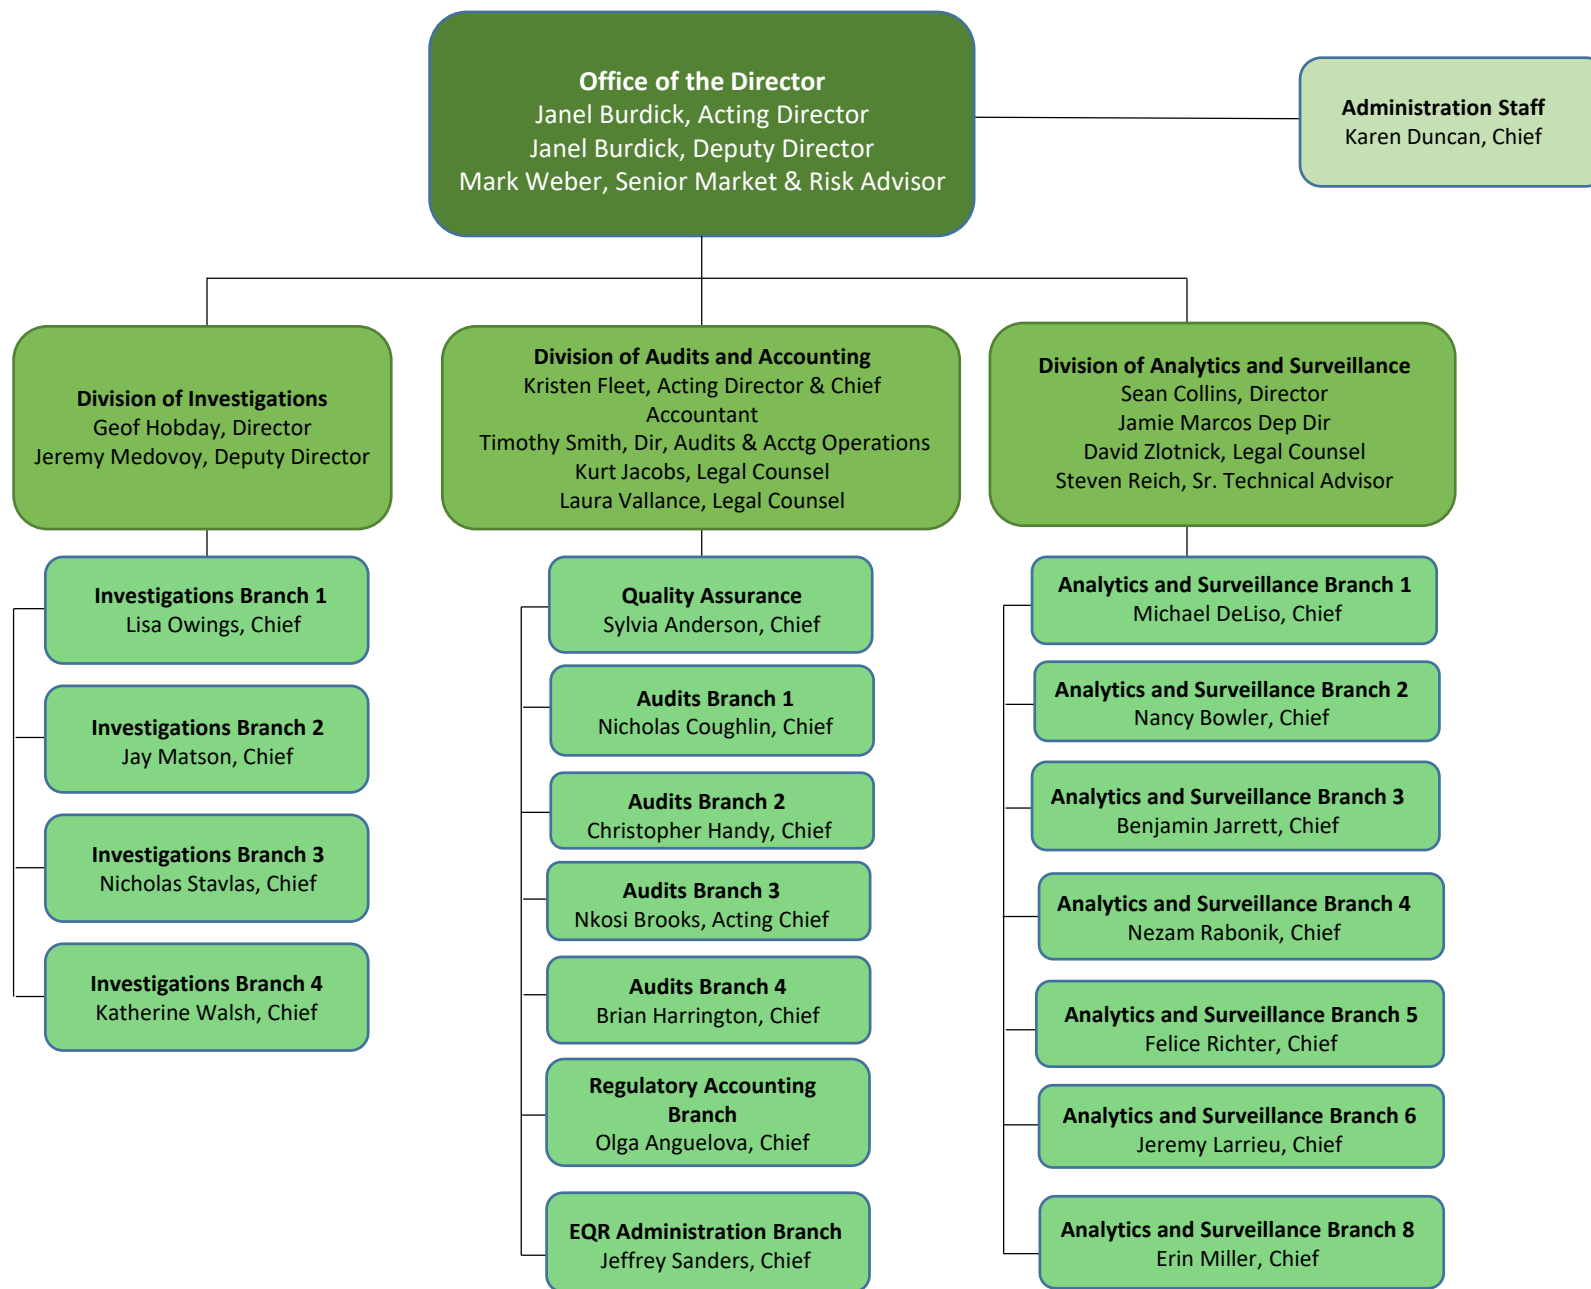 Office of the Director
Janel Burdick, Acting Director
Janel Burdick, Deputy Director
Mark Weber, Senior Market & Risk Advisor
Administration Staff
Karen Duncan, Chief
Division of Investigations
Geof Hobday, Director
Jeremy Medovoy, Deputy Director
Division of Audits and Accounting
Kristen Fleet, Acting Director & Chief
Accountant
Timothy Smith, Dir, Audits & Acctg Operations
Kurt Jacobs, Legal Counsel
Laura Vallance, Legal Counsel
Division of Analytics and Surveillance
Sean Collins, Director
Jamie Marcos Dep Dir
David Zlotnick, Legal Counsel
Steven Reich, Sr. Technical Advisor
Investigations Branch 1
Lisa Owings, Chief
Investigations Branch 2
Jay Matson, Chief
Investigations Branch 3
Nicholas Stavlas, Chief
Investigations Branch 4
Katherine Walsh, Chief
Quality Assurance
Sylvia Anderson, Chief
Audits Branch 1
Nicholas Coughlin, Chief
Audits Branch 2
Christopher Handy, Chief
Audits Branch 3
Nkosi Brooks, Acting Chief
Audits Branch 4
Brian Harrington, Chief
Regulatory Accounting
Branch
Olga Anguelova, Chief
EQR Administration Branch
Jeffrey Sanders, Chief
Analytics and Surveillance Branch 1
Michael DeLiso, Chief
Analytics and Surveillance Branch 2
Nancy Bowler, Chief
Analytics and Surveillance Branch 3
Benjamin Jarrett, Chief
Analytics and Surveillance Branch 4
Nezam Rabonik, Chief
Analytics and Surveillance Branch 5
Felice Richter, Chief
Analytics and Surveillance Branch 6
Jeremy Larrieu, Chief
Analytics and Surveillance Branch 8
Erin Miller, Chief